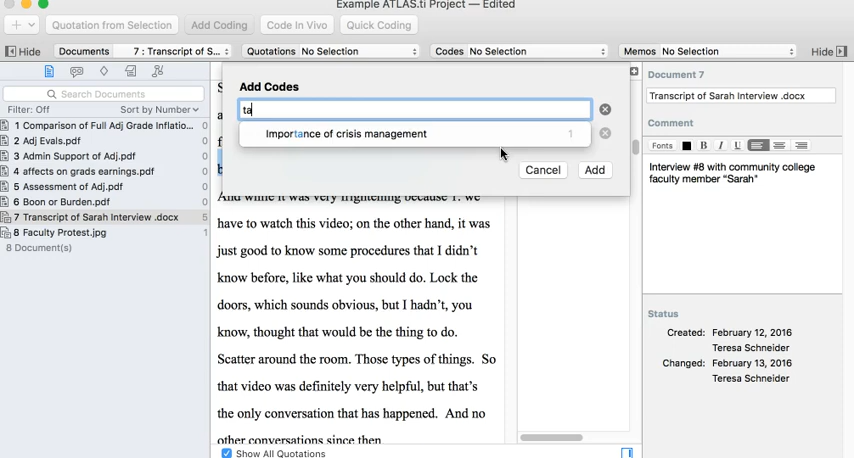 Example ATLAS.ti Project — Edited
Quotation from Selection Add Coding Code In Vivo Quick Coding
Hide Documents 7 : Transcript of S... Quotations No Selection Codes No Selection Memos No Selection Hide
Search Documents
Filter: Off Sort by Number
1 Comparison of Full Adj Grade Inflatio... 0
2 Adj Evals.pdf 0
3 Admin Support of Adj.pdf 0
4 affects on grads earnings.pdf 0
5 Assessment of Adj.pdf 0
6 Boon or Burden.pdf 0
7 Transcript of Sarah Interview .docx 5
8 Faculty Protest.jpg 1
8 Document(s)
Add Codes
ta
Importance of crisis management 1
Cancel Add
have to watch this video; on the other hand, it was
just good to know some procedures that I didn't
know before, like what you should do. Lock the
doors, which sounds obvious, but I hadn't, you
know, thought that would be the thing to do.
Scatter around the room. Those types of things. So
that video was definitely very helpful, but that's
the only conversation that has happened. And no
other conversations since then
Show All Quotations
Document 7
Transcript of Sarah Interview .docx
Comment
Fonts B I U
Interview #8 with community college
faculty member "Sarah"
Status
Created: February 12, 2016
Teresa Schneider
Changed: February 13, 2016
Teresa Schneider